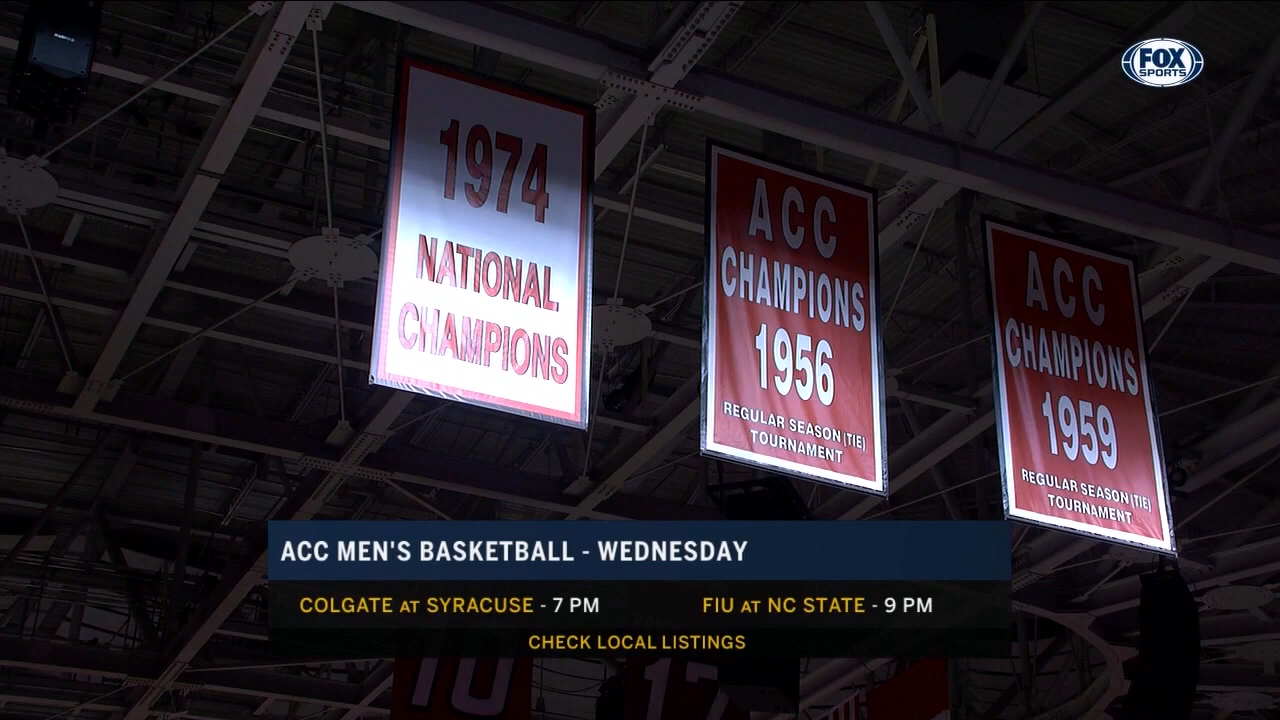 FOX
SPORTS
1974
NATIONAL
CHAMPIONS
ACC
CHAMPIONS
1956
REGULAR SEASON (TIE)
TOURNAMENT
ACC
CHAMPIONS
1959
REGULAR SEASON (TIE)
TOURNAMENT
ACC MEN'S BASKETBALL - WEDNESDAY
COLGATE AT SYRACUSE - 7 PM
FIU AT NC STATE - 9 PM
CHECK LOCAL LISTINGS
10